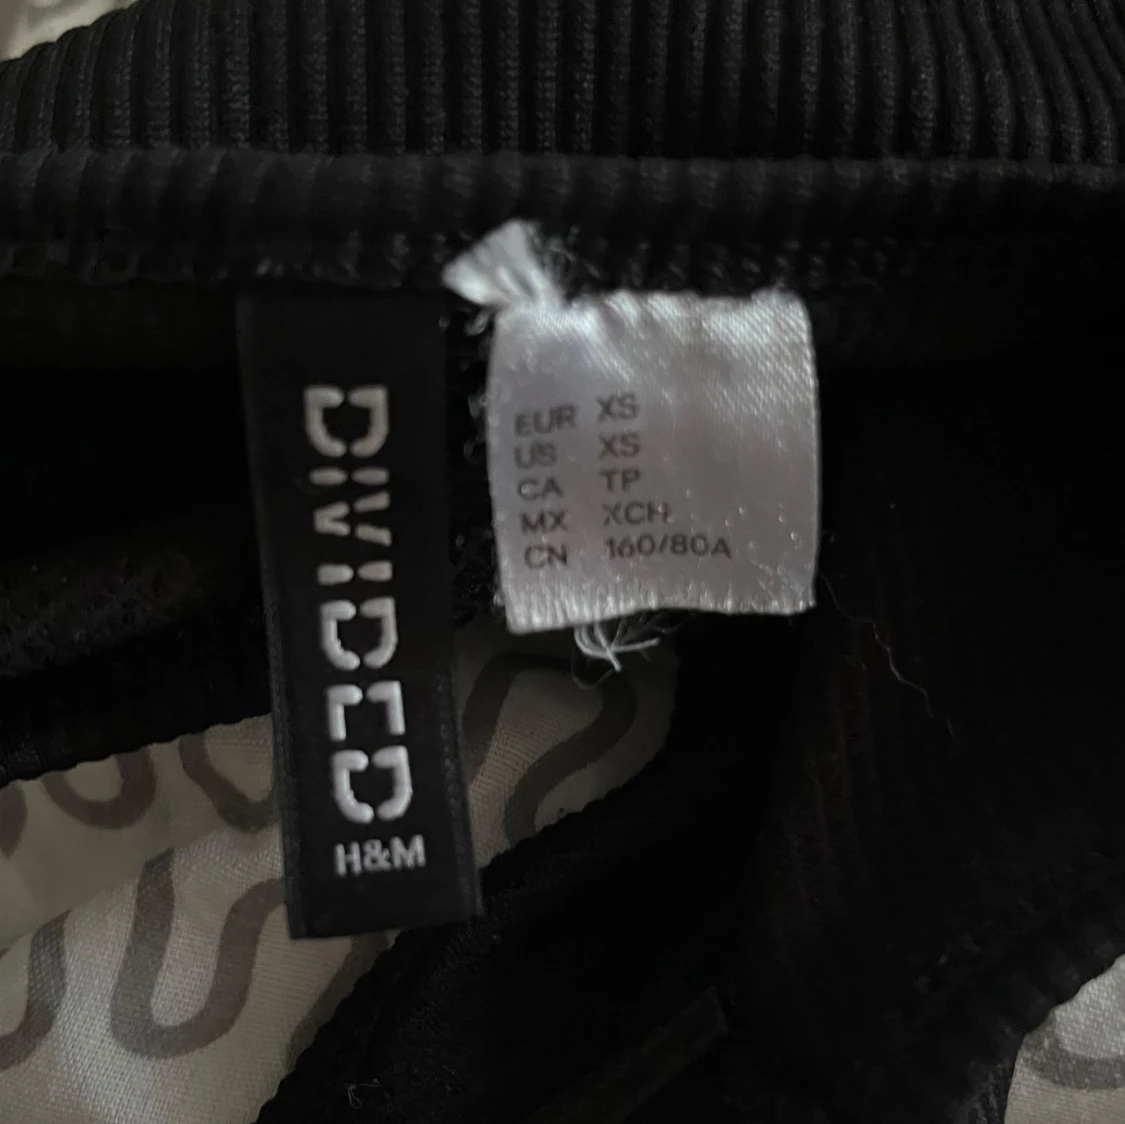 DIVIDED
H&M
EUR XS
US XS
CA TP
MX XCH
CN 160/80A